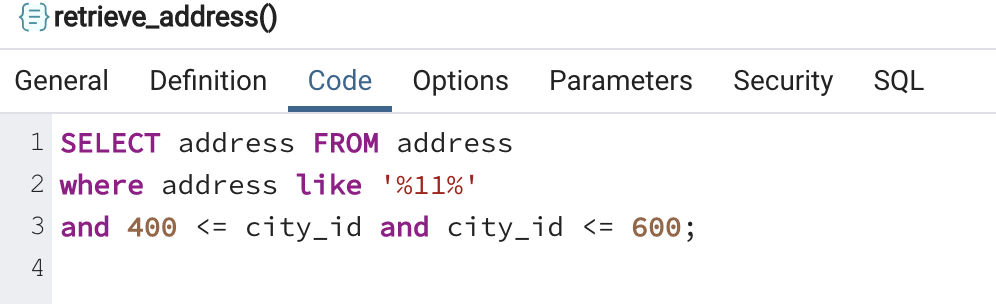 retrieve_address()
General Definition Code Options Parameters Security SQL
1 SELECT address FROM address
2 where address like '%11%'
3 and 400 <= city_id and city_id <= 600;
4